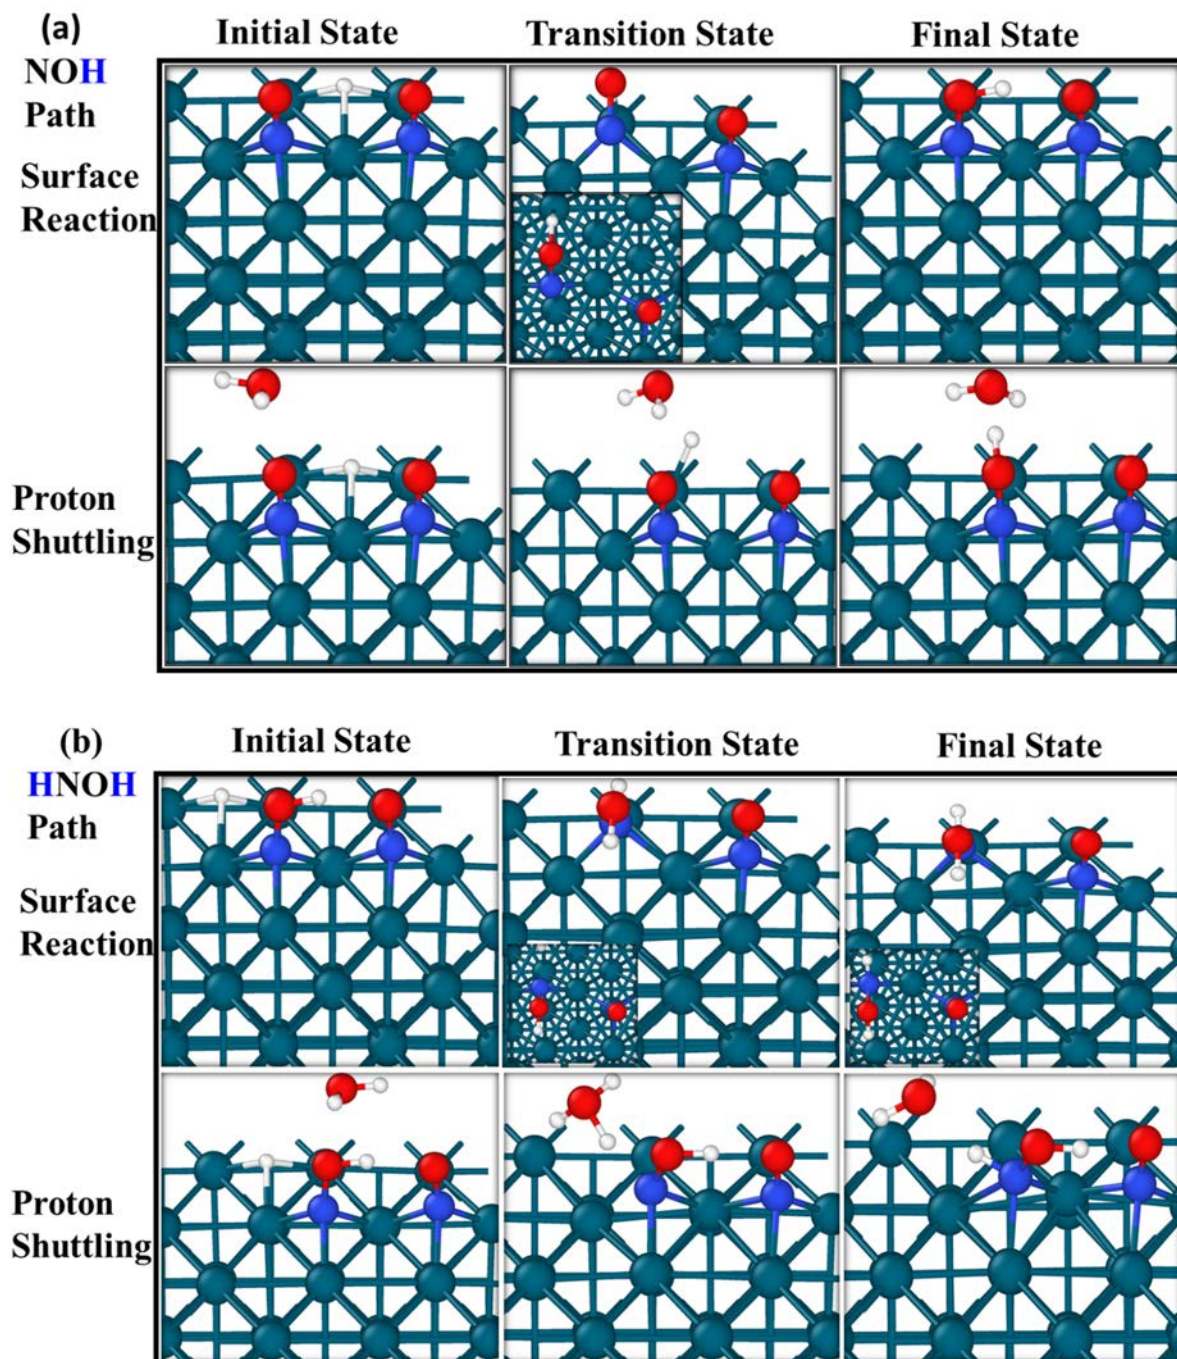 (a)
Initial State Transition State Final State
NOH
Path
Surface
Reaction
Proton
Shuttling
(b)
Initial State Transition State Final State
HNOH
Path
Surface
Reaction
Proton
Shuttling